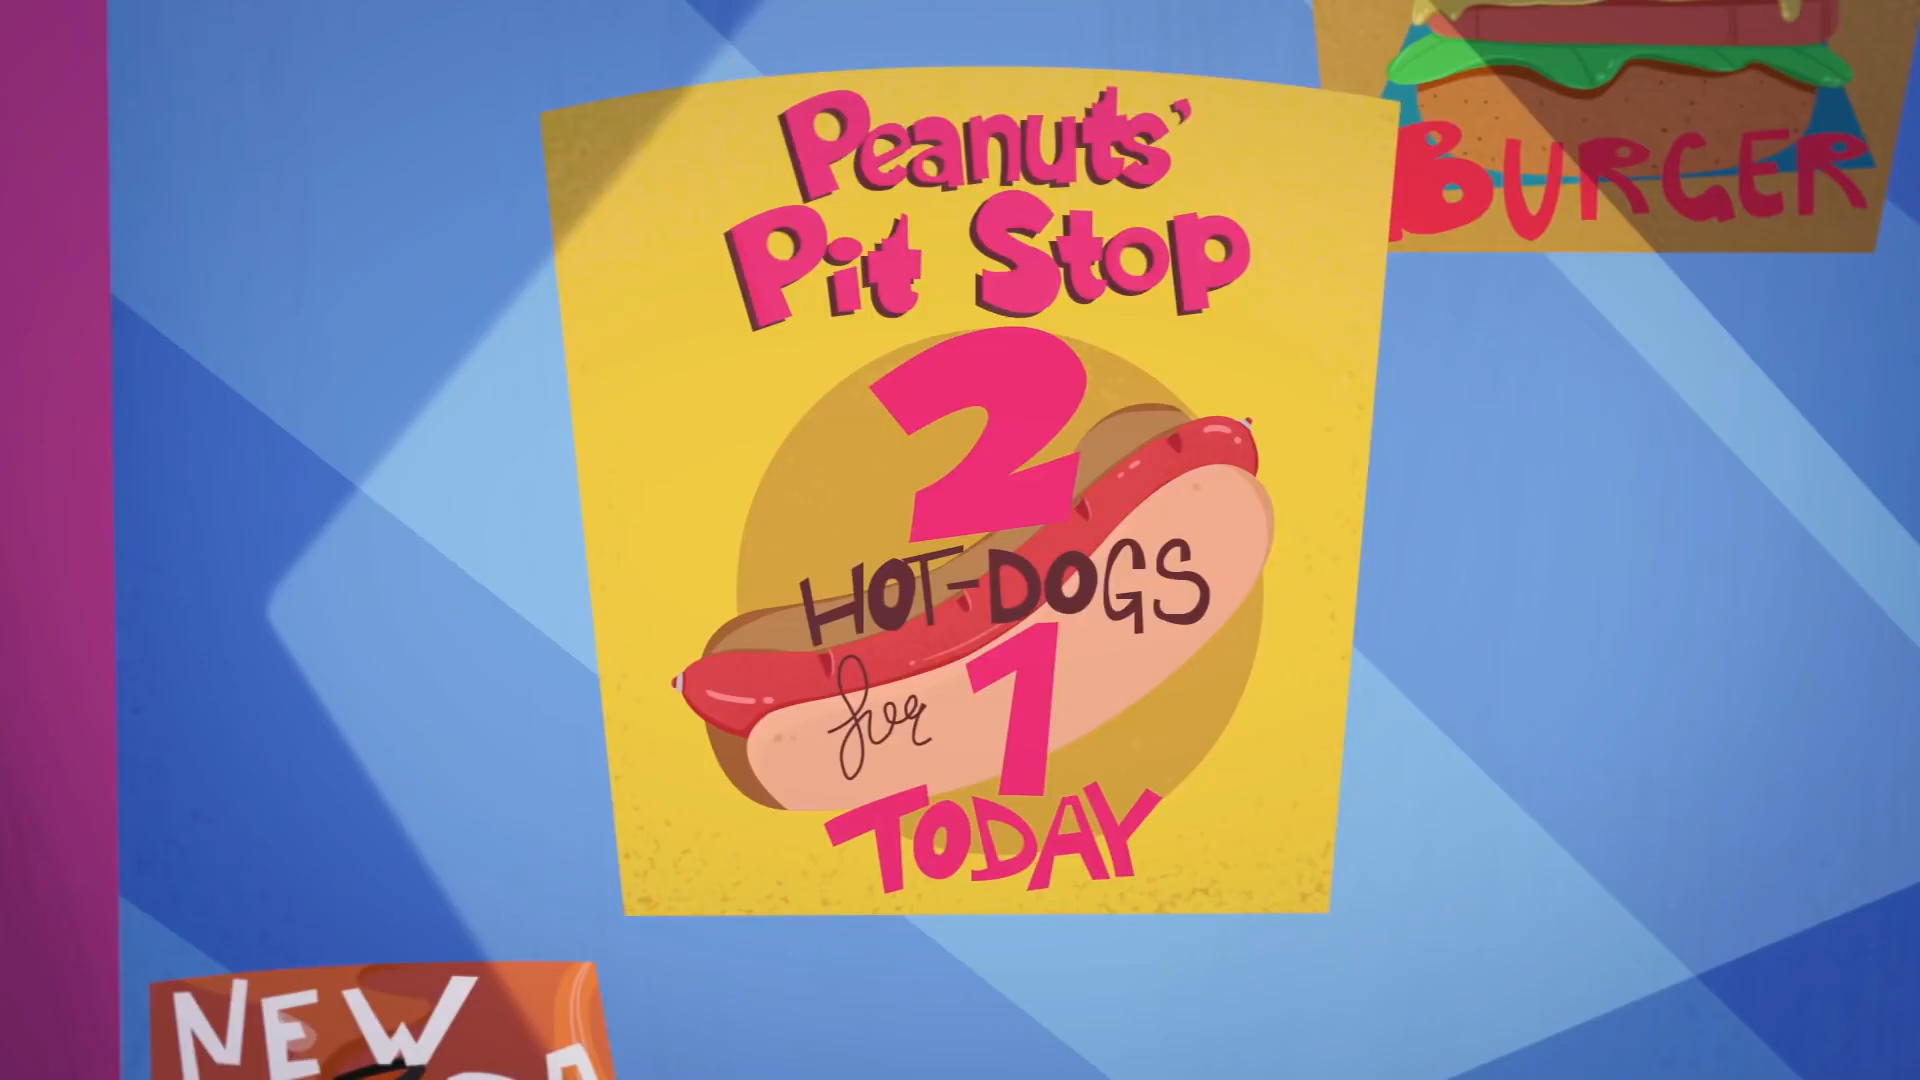 Peanuts'
Pit Stop
2
HOT-DOGS
for 1
TODAY
BURGER
NEW